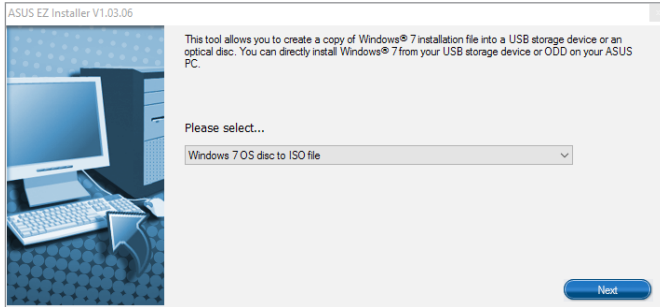 ASUS EZ Installer V1.03.06
This tool allows you to create a copy of Windows® 7 installation file into a USB storage device or an
optical disc. You can directly install Windows® 7 from your USB storage device or ODD on your ASUS
PC.
Please select...
Windows 7 OS disc to ISO file
Next